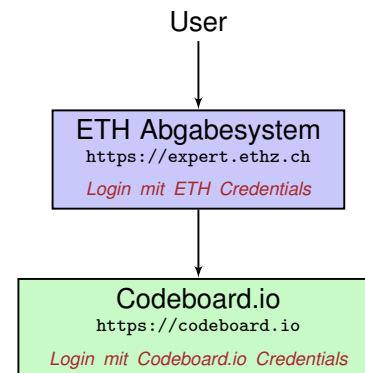 User
ETH Abgabesystem
https://expert.ethz.ch
Login mit ETH Credentials
Codeboard.io
https://codeboard.io
Login mit Codeboard.io Credentials